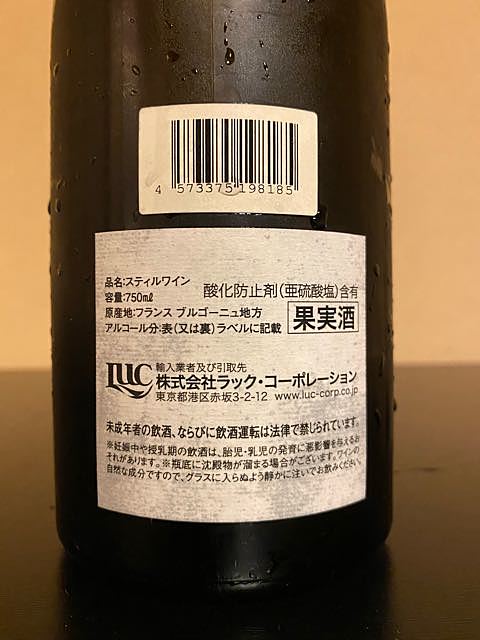 4 573375 198185
品名:スティルワイン
容量:750mℓ
酸化防止剤(亜硫酸塩)含有
原産地:フランス ブルゴーニュ地方
アルコール分:表(又は裏)ラベルに記載
果実酒
LUC
輸入業者及び引取先
株式会社ラック・コーポレーション
東京都港区赤坂3-2-12 www.luc-corp.co.jp
未成年者の飲酒、ならびに飲酒運転は法律で禁じられています。
※妊娠中や授乳期の飲酒は、胎児・乳児の発育に悪影響を与えるお
それがあります。※瓶底に沈殿物が溜まる場合がございます。ワインの
自然な成分ですので、グラスに入らぬよう静かに注いでお飲みください。